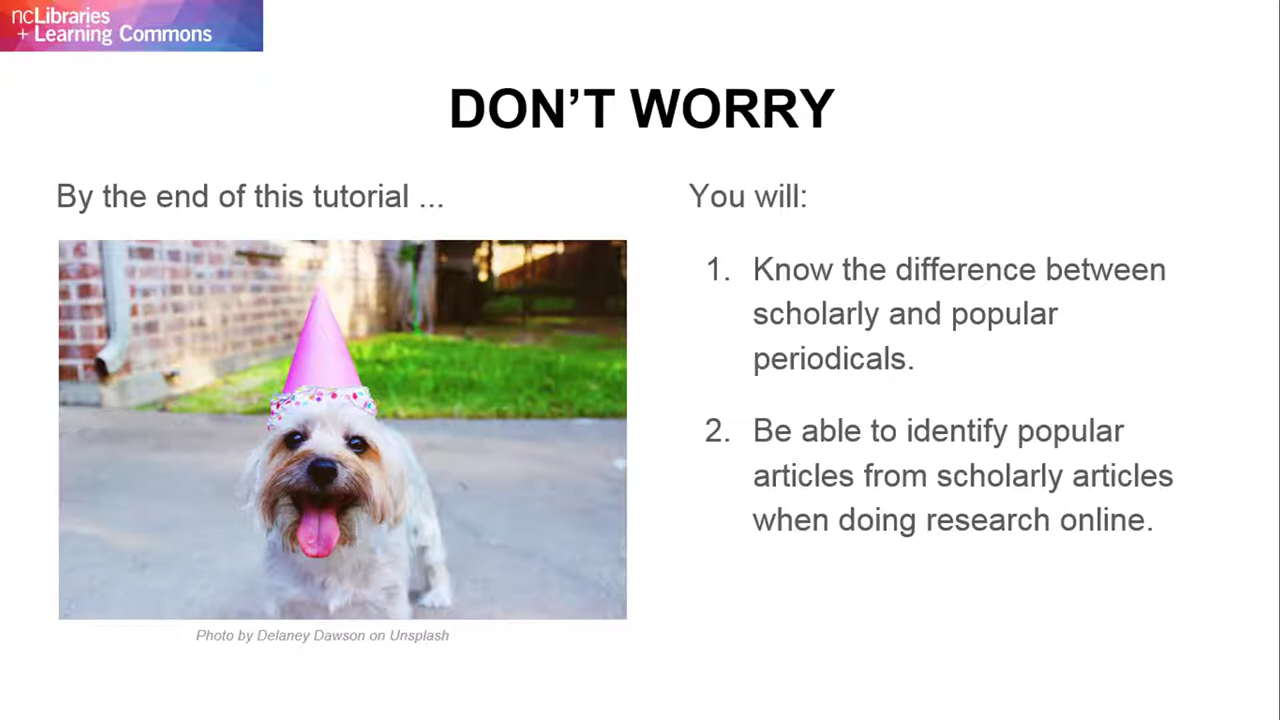 ncLibraries
+ Learning Commons
DON’T WORRY
By the end of this tutorial ...
Photo by Delaney Dawson on Unsplash
You will:
1. Know the difference between
scholarly and popular
periodicals.
2. Be able to identify popular
articles from scholarly articles
when doing research online.